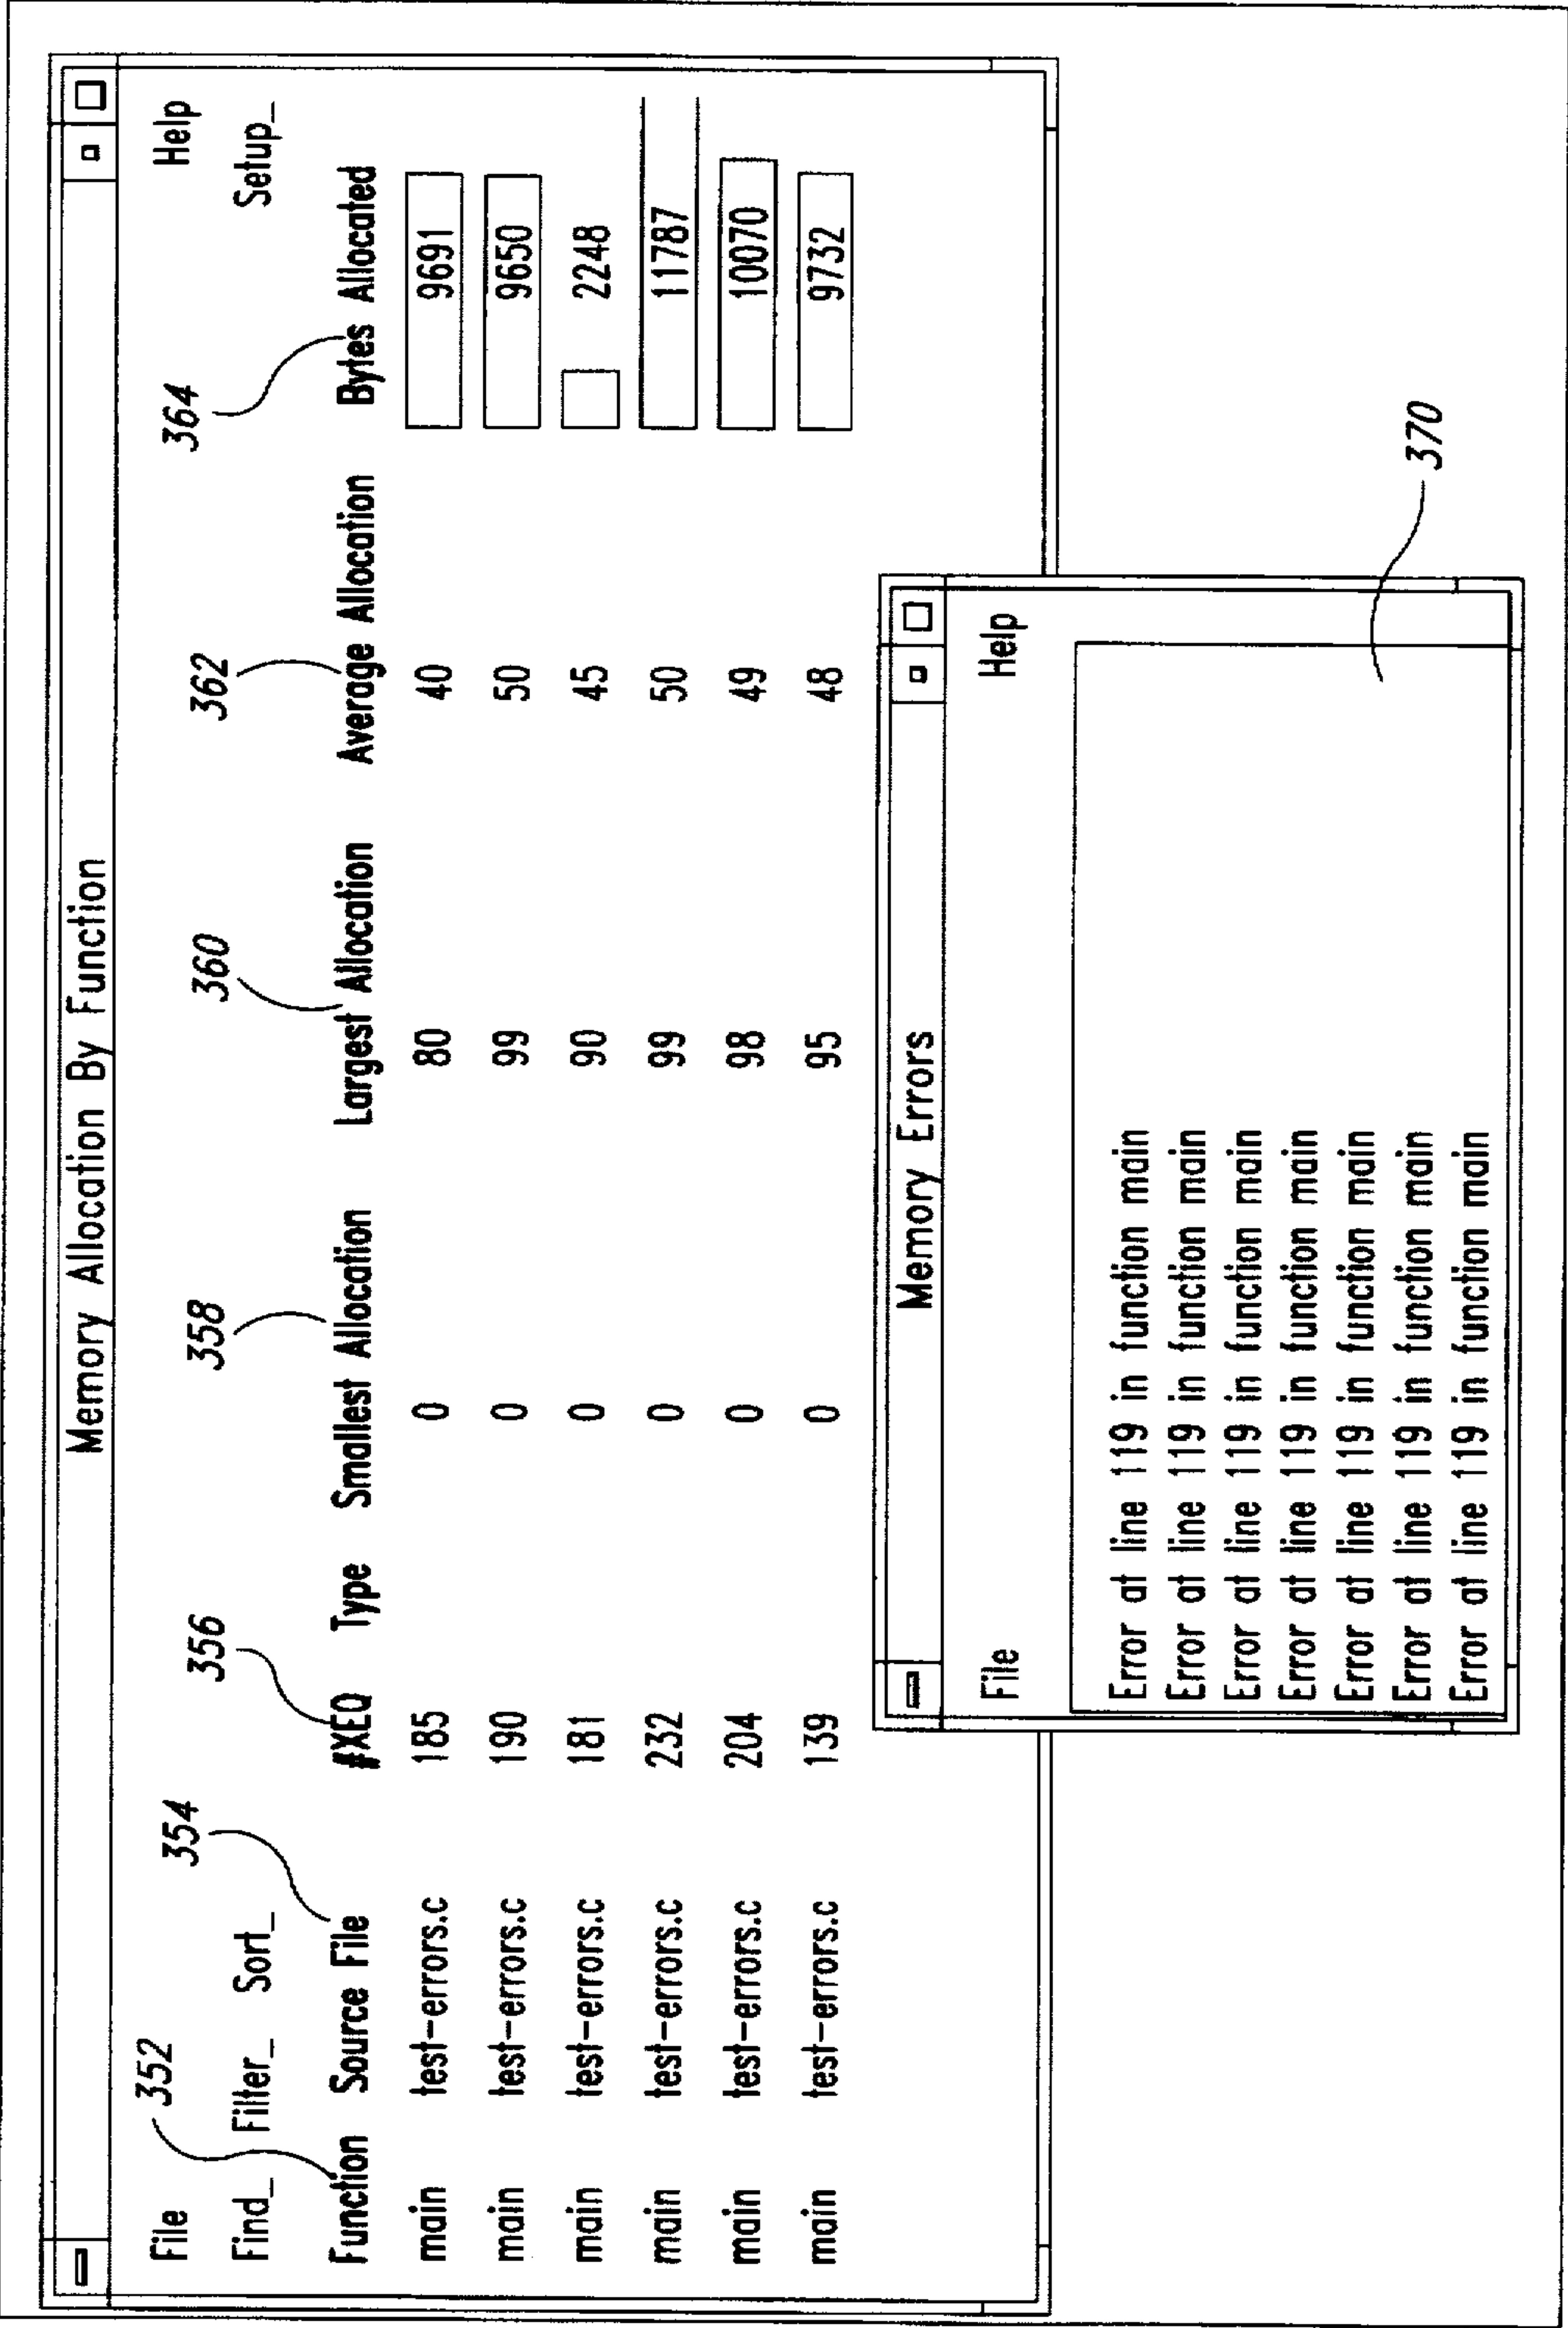 Memory Allocation By Function
File Help
Find_ Filter_ Sort_ Setup_
352 354 356 358 360 362 364
Function Source File #XEQ Type Smallest Allocation Largest Allocation Average Allocation Bytes Allocated
main test-errors.c 185 0 80 40 9691
main test-errors.c 190 0 99 50 9650
main test-errors.c 181 0 90 45 2248
main test-errors.c 232 0 99 50 11787
main test-errors.c 204 0 98 49 10070
main test-errors.c 139 0 95 48 9732
Memory Errors
File Help
Error at line 119 in function main
Error at line 119 in function main
Error at line 119 in function main
Error at line 119 in function main
Error at line 119 in function main
Error at line 119 in function main
Error at line 119 in function main
370